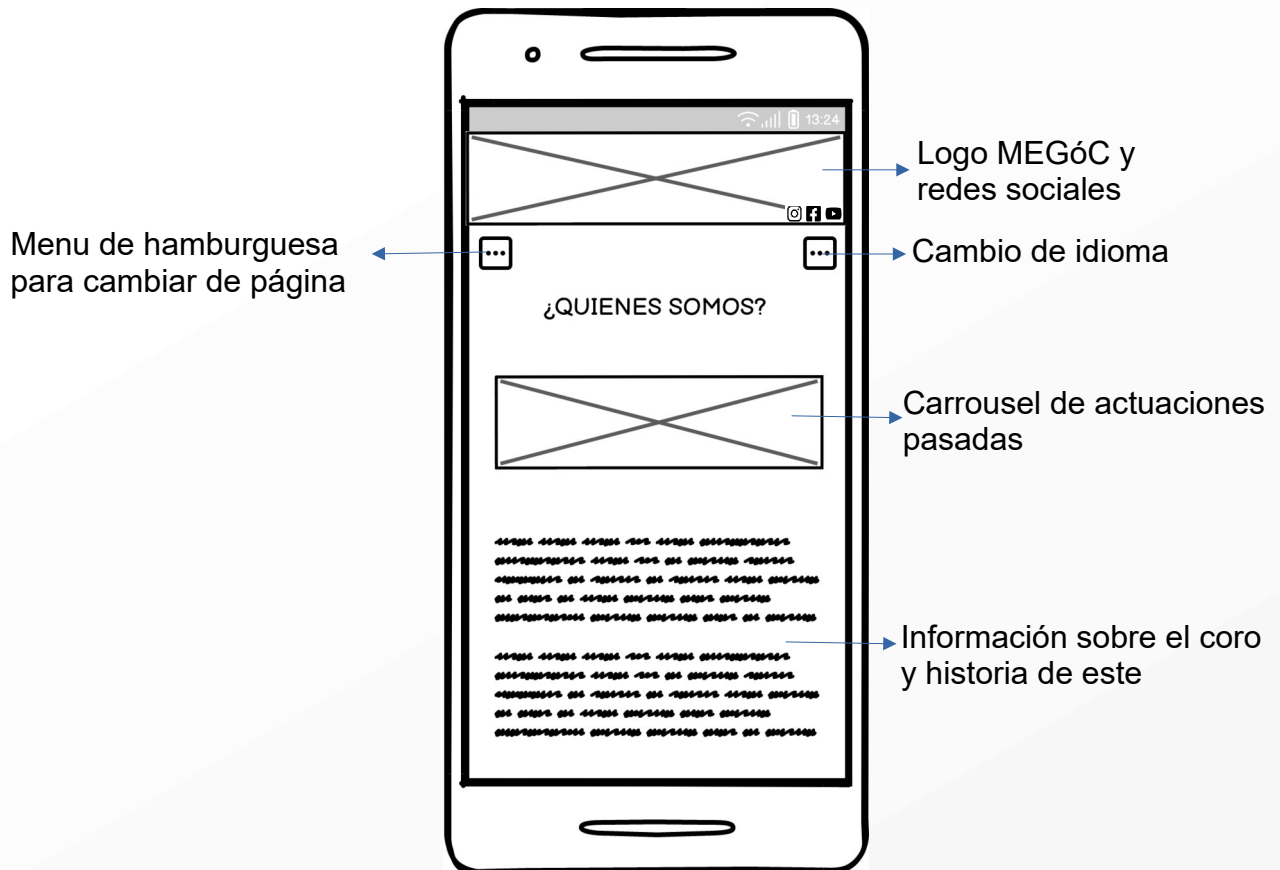 13:24
Logo MEGóC y
redes sociales
Menu de hamburguesa
para cambiar de página
Cambio de idioma
¿QUIENES SOMOS?
Carrousel de actuaciones
pasadas
Información sobre el coro
y historia de este